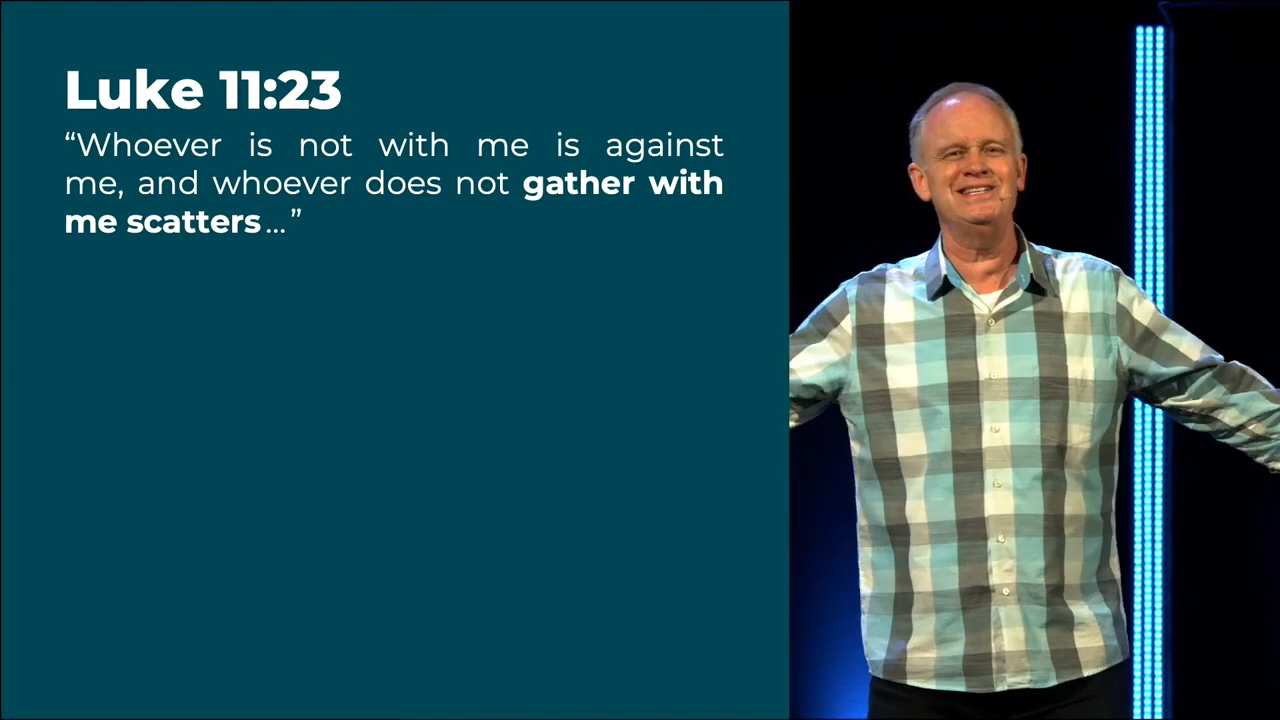 Luke 11:23
“Whoever is not with me is against
me, and whoever does not gather with
me scatters...”